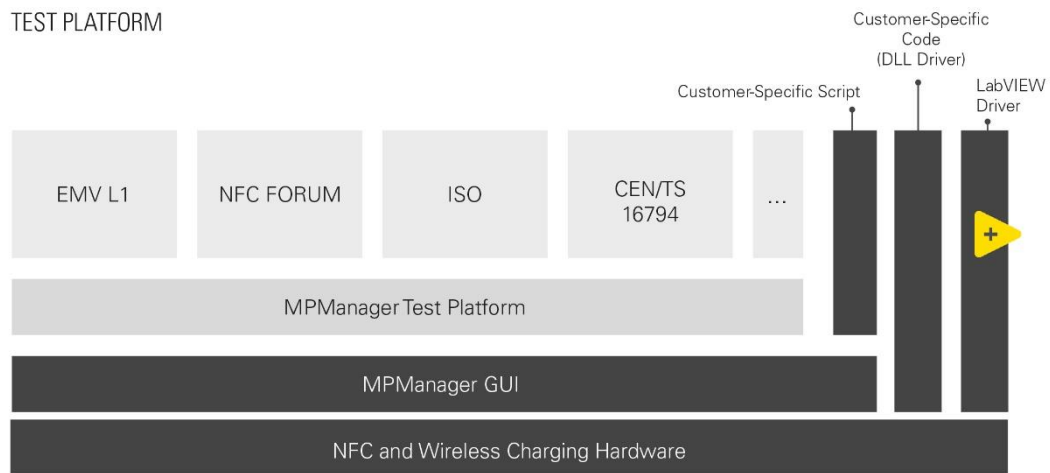 TEST PLATFORM
Customer-Specific
Code
(DLL Driver)
Customer-Specific Script
LabVIEW
Driver
EMV L1
NFC FORUM
ISO
CEN/TS
16794
...
+
MPManager Test Platform
MPManager GUI
NFC and Wireless Charging Hardware